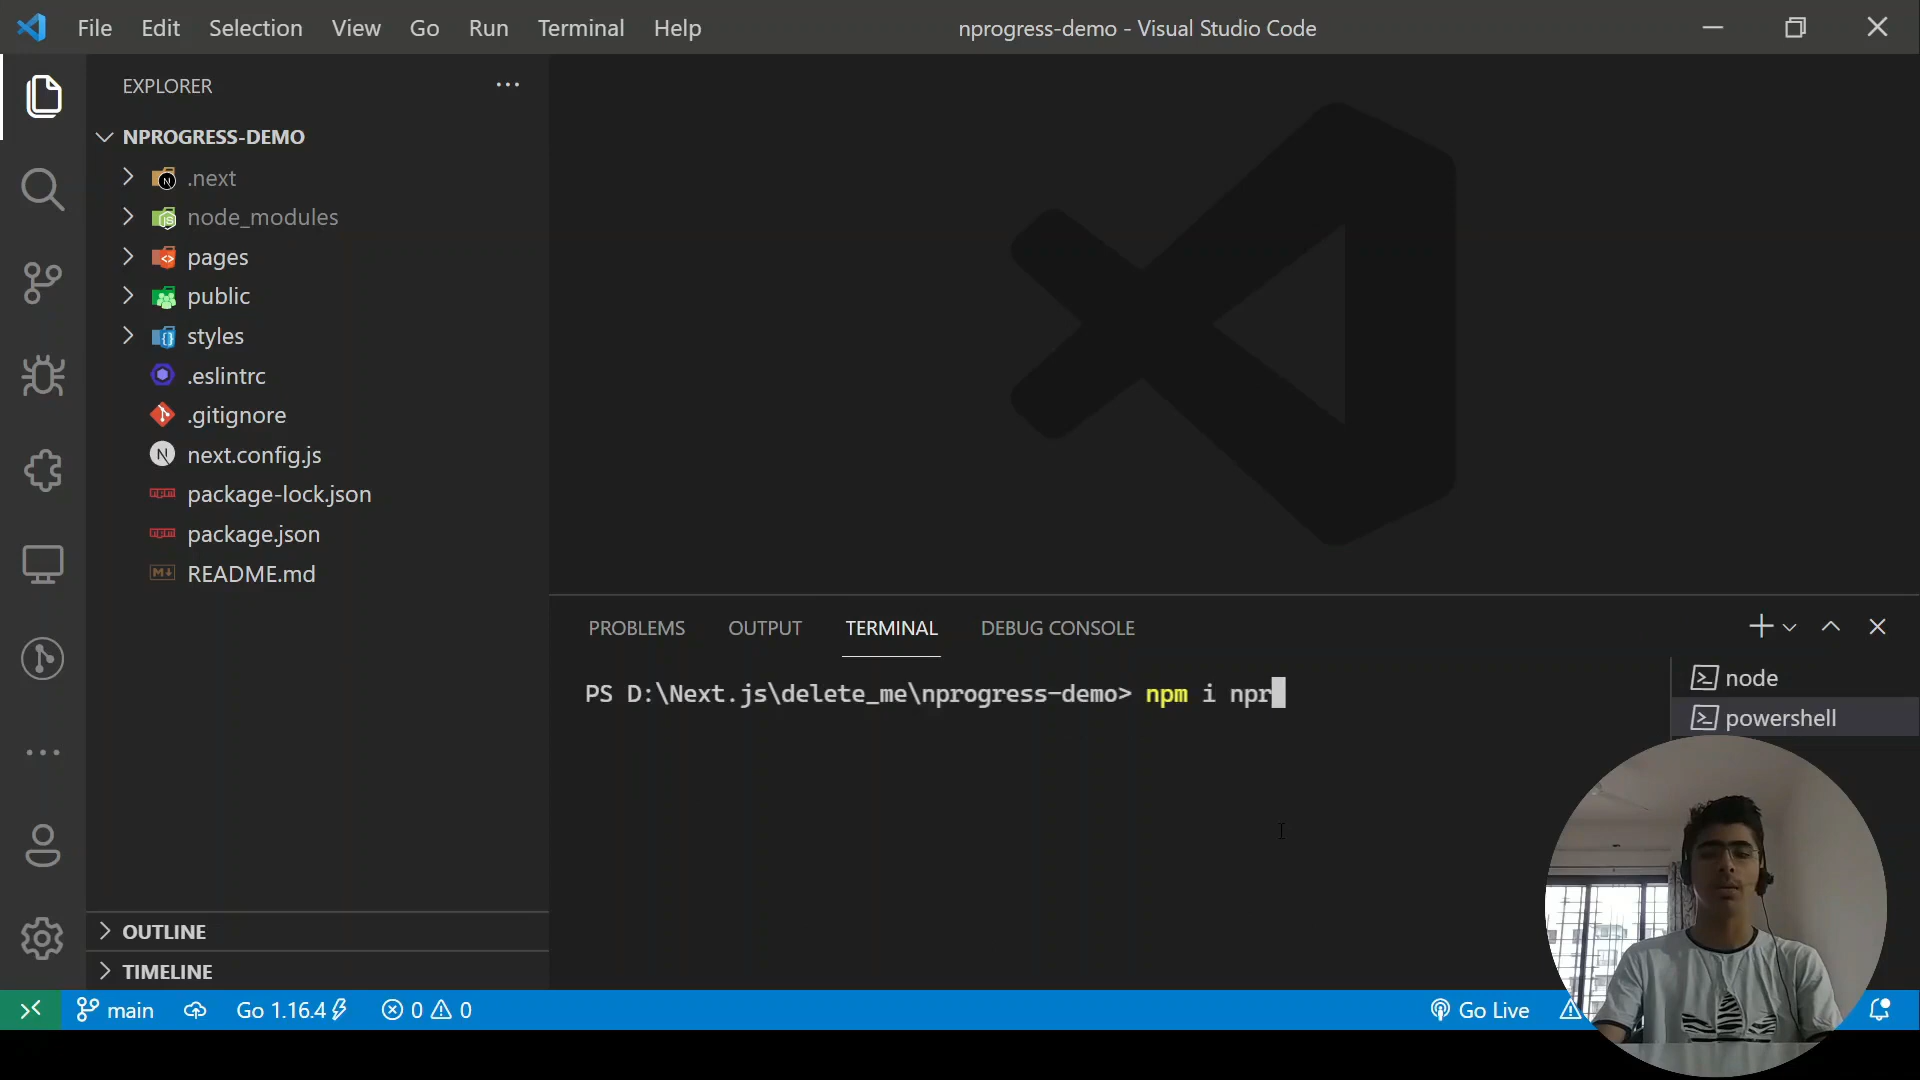 File Edit Selection View Go Run Terminal Help
nprogress-demo - Visual Studio Code
EXPLORER
NPROGRESS-DEMO
.next
node_modules
pages
public
styles
.eslintrc
.gitignore
next.config.js
package-lock.json
package.json
README.md
OUTLINE
TIMELINE
PROBLEMS OUTPUT TERMINAL DEBUG CONSOLE
PS D:\Next.js\delete_me\nprogress-demo> npm i npr
node
powershell
main Go 1.16.4 0 0 Go Live